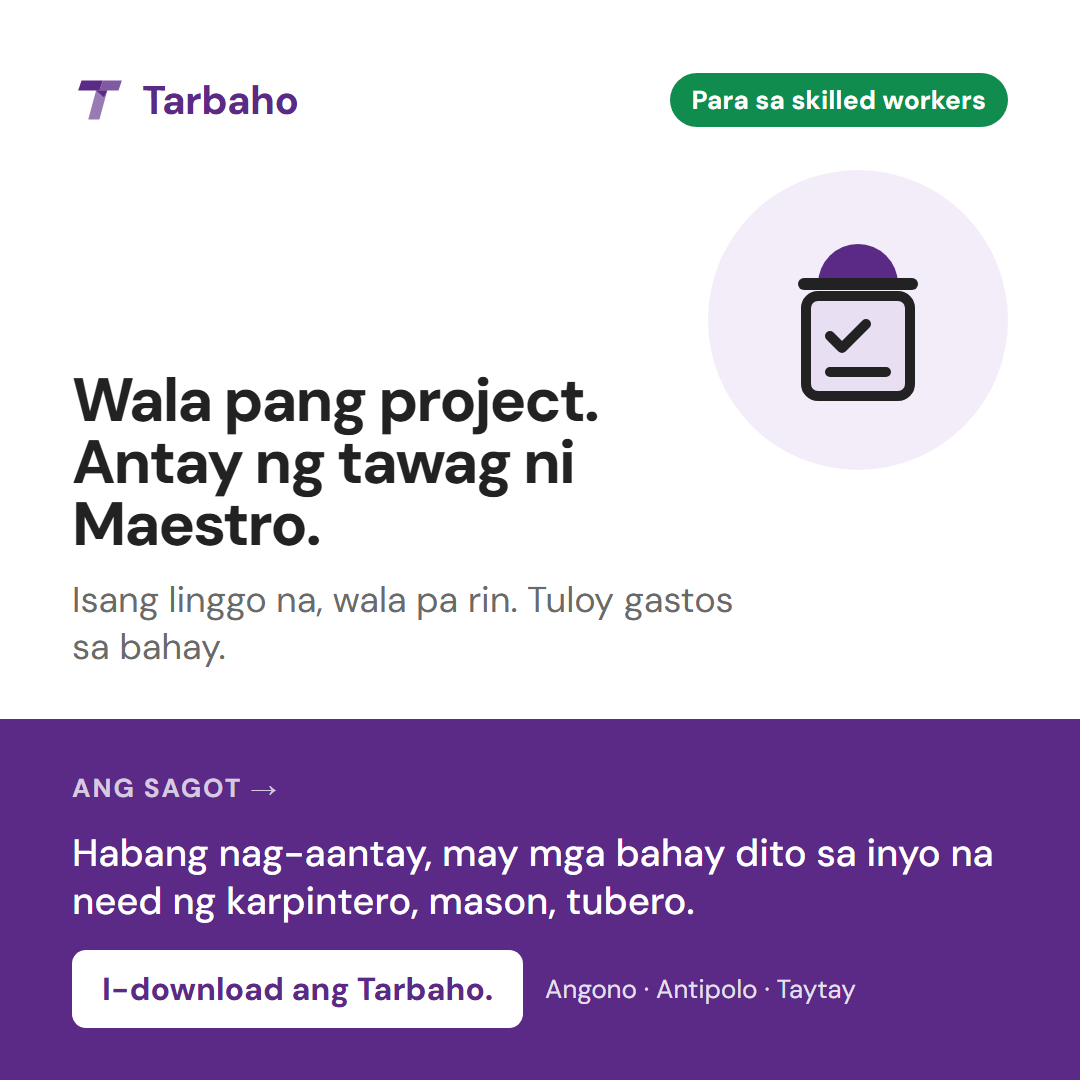 Tarbaho
Para sa skilled workers
Wala pang project.
Antay ng tawag ni
Maestro.
Isang linggo na, wala pa rin. Tuloy gastos
sa bahay.
ANG SAGOT →
Habang nag-aantay, may mga bahay dito sa inyo na
need ng karpintero, mason, tubero.
I-download ang Tarbaho.
Angono · Antipolo · Taytay